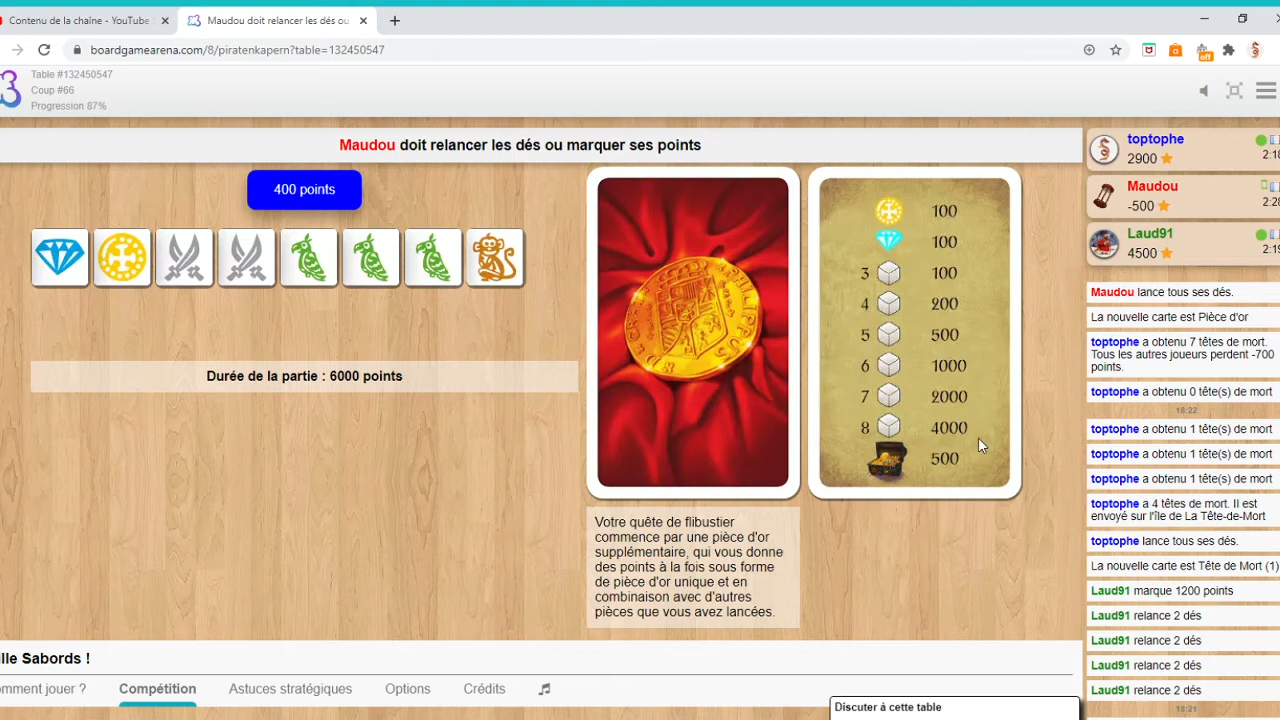 Contenu de la chaîne - YouTube
Maudou doit relancer les dés ou
boardgamearena.com/8/piratenkapern?table=132450547
off
Table #132450547
Coup #66
Progression 87%
Maudou doit relancer les dés ou marquer ses points
400 points
Durée de la partie : 6000 points
100
100
3 100
4 200
5 500
6 1000
7 2000
8 4000
500
Votre quête de flibustier
commence par une pièce d'or
supplémentaire, qui vous donne
des points à la fois sous forme
de pièce d'or unique et en
combinaison avec d'autres
pièces que vous avez lancées.
toptophe
2900
2:18
Maudou
-500
2:28
Laud91
4500
2:19
Maudou lance tous ses dés.
La nouvelle carte est Pièce d'or
toptophe a obtenu 7 têtes de mort.
Tous les autres joueurs perdent -700
points.
toptophe a obtenu 0 tête(s) de mort
18:22
toptophe a obtenu 1 tête(s) de mort
toptophe a obtenu 1 tête(s) de mort
toptophe a obtenu 1 tête(s) de mort
toptophe a 4 têtes de mort. Il est
envoyé sur l'île de La Tête-de-Mort
toptophe lance tous ses dés.
La nouvelle carte est Tête de Mort (1)
Laud91 marque 1200 points
Laud91 relance 2 dés
Laud91 relance 2 dés
Laud91 relance 2 dés
Laud91 relance 2 dés
18:21
ille Sabords !
omment jouer ?
Compétition
Astuces stratégiques
Options
Crédits
Discuter à cette table